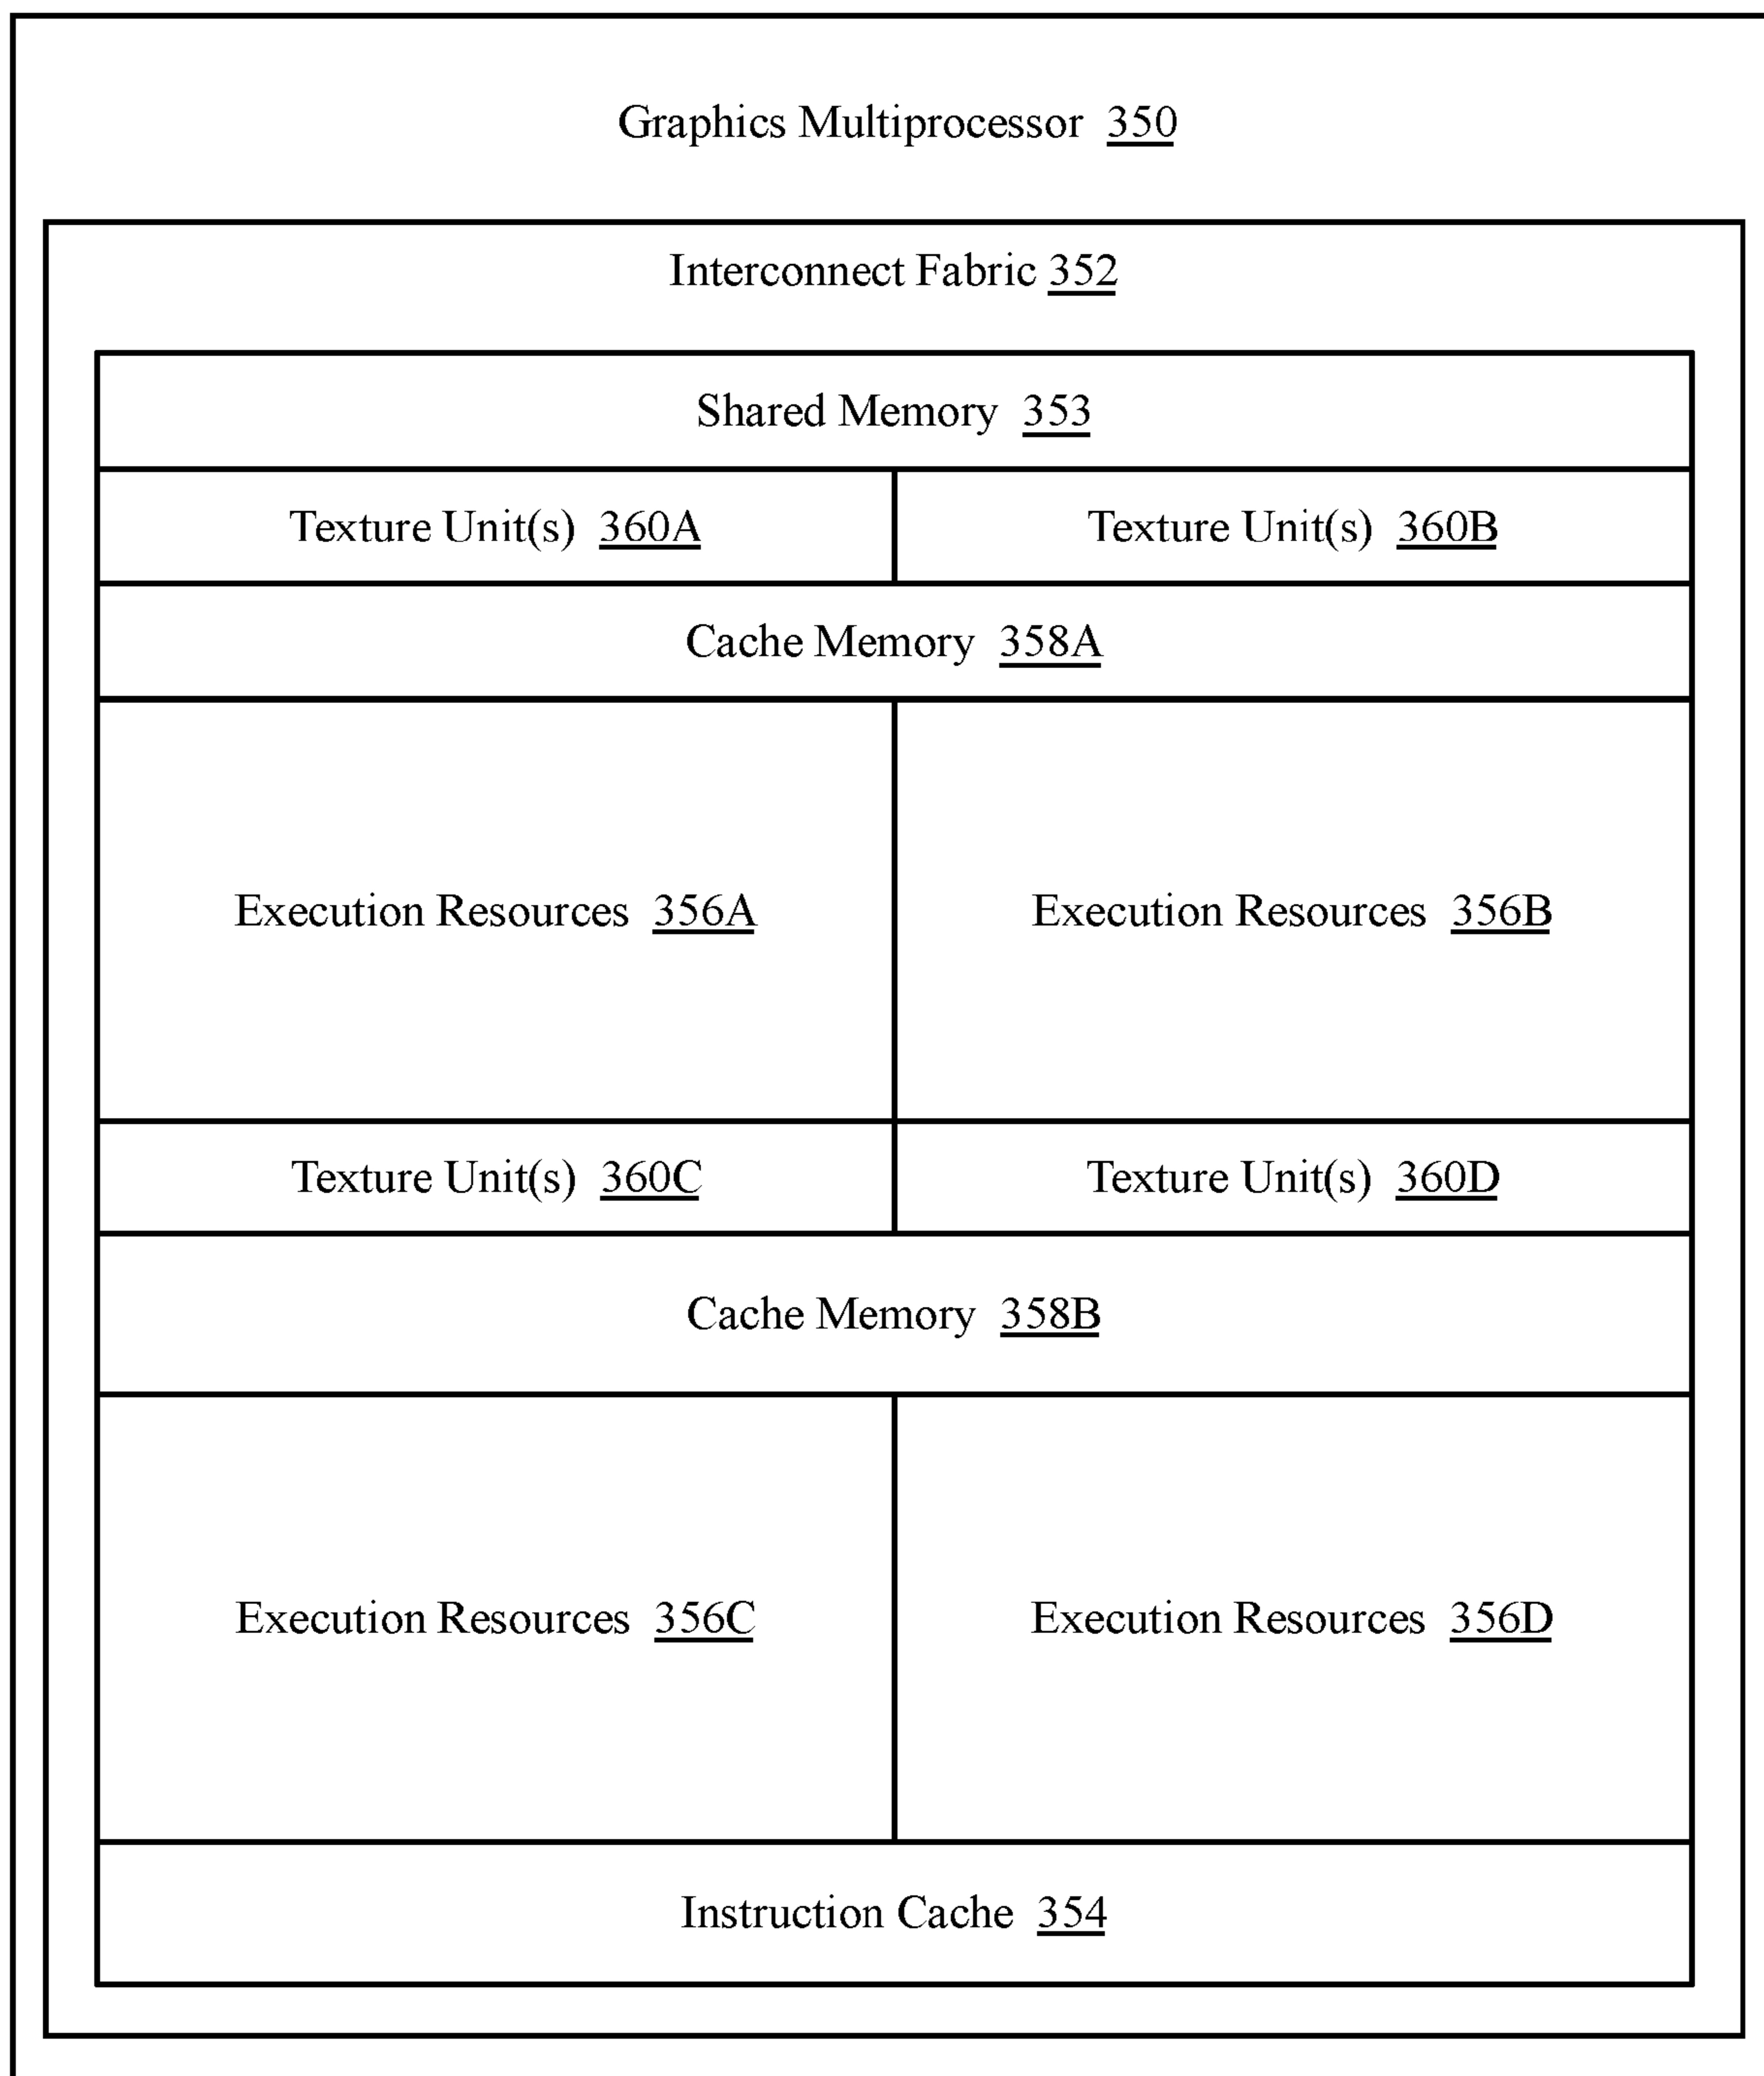 Graphics Multiprocessor 350
Interconnect Fabric 352
Shared Memory 353
Texture Unit(s) 360A
Texture Unit(s) 360B
Cache Memory 358A
Execution Resources 356A
Execution Resources 356B
Texture Unit(s) 360C
Texture Unit(s) 360D
Cache Memory 358B
Execution Resources 356C
Execution Resources 356D
Instruction Cache 354